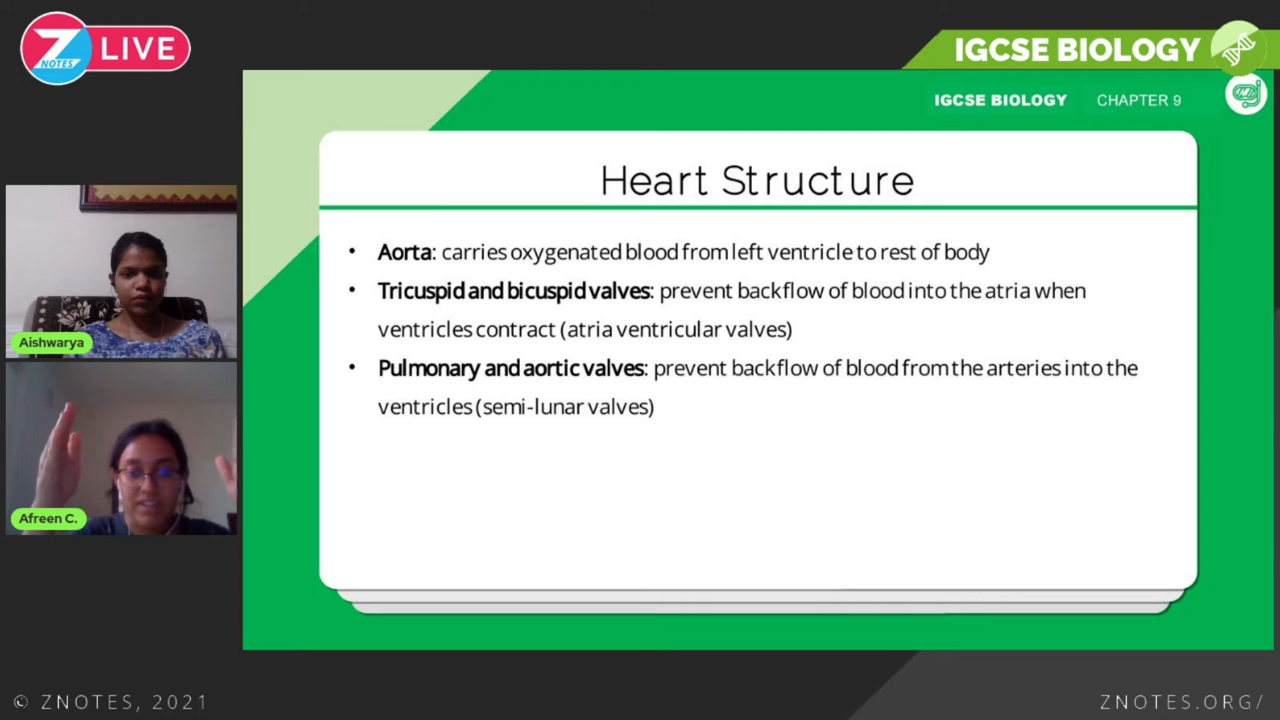 Z NOTES LIVE
IGCSE BIOLOGY
IGCSE BIOLOGY CHAPTER 9
Heart Structure
• Aorta: carries oxygenated blood from left ventricle to rest of body
• Tricuspid and bicuspid valves: prevent backflow of blood into the atria when
ventricles contract (atria ventricular valves)
• Pulmonary and aortic valves: prevent backflow of blood from the arteries into the
ventricles (semi-lunar valves)
Aishwarya
Afreen C.
© ZNOTES, 2021
ZNOTES.ORG/